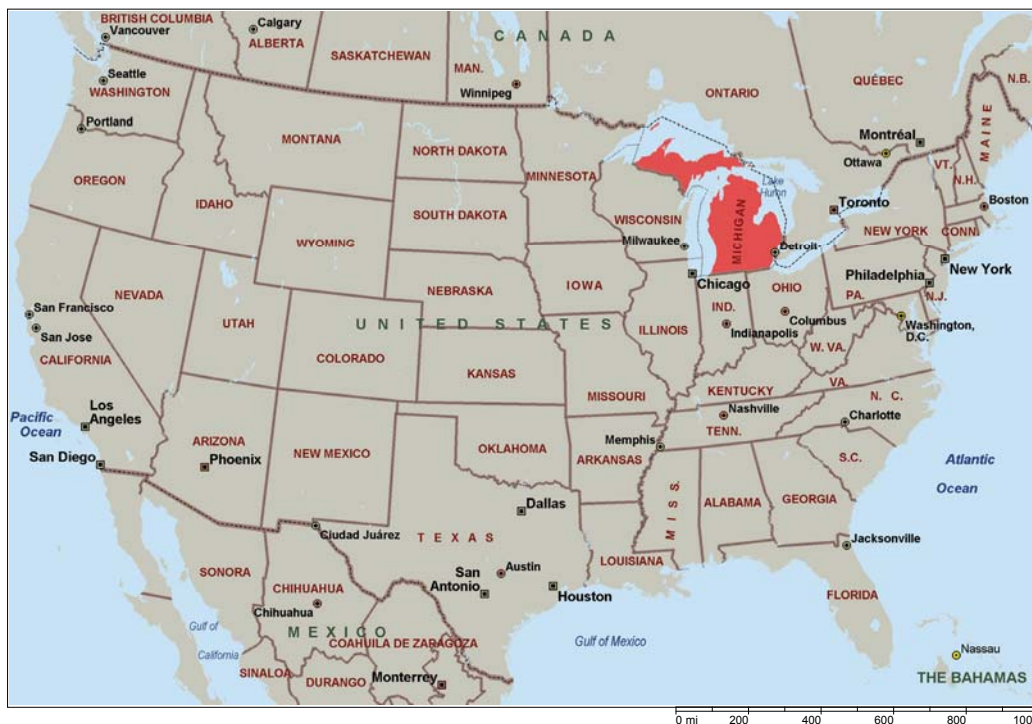 BRITISH COLUMBIA
Vancouver
Calgary
ALBERTA
SASKATCHEWAN
MAN.
Winnipeg
CANADA
ONTARIO
QUÉBEC
N.B.
Seattle
WASHINGTON
Portland
OREGON
IDAHO
MONTANA
WYOMING
NORTH DAKOTA
SOUTH DAKOTA
MINNESOTA
WISCONSIN
Milwaukee
MICHIGAN
Lake
Huron
Detroit
Montréal
Ottawa
Toronto
VT.
N.H.
MAINE
Boston
NEW YORK
CONN.
New York
Philadelphia
PA.
N.J.
NEVADA
UTAH
COLORADO
NEBRASKA
IOWA
Chicago
ILLINOIS
IND.
Indianapolis
OHIO
Columbus
W. VA.
Washington,
D.C.
VA.
San Francisco
San Jose
CALIFORNIA
UNITED STATES
KANSAS
MISSOURI
KENTUCKY
Nashville
TENN.
Memphis
N. C.
Charlotte
S.C.
Pacific
Ocean
Los
Angeles
San Diego
ARIZONA
Phoenix
NEW MEXICO
OKLAHOMA
ARKANSAS
MISS.
ALABAMA
GEORGIA
Atlantic
Ocean
Dallas
TEXAS
Ciudad Juárez
Austin
San
Antonio
Houston
LOUISIANA
Jacksonville
FLORIDA
SONORA
CHIHUAHUA
Chihuahua
MEXICO
COAHUILA DE ZARAGOZA
Gulf of
California
SINALOA
DURANGO
Monterrey
Gulf of Mexico
Nassau
THE BAHAMAS
0 mi 200 400 600 800 100